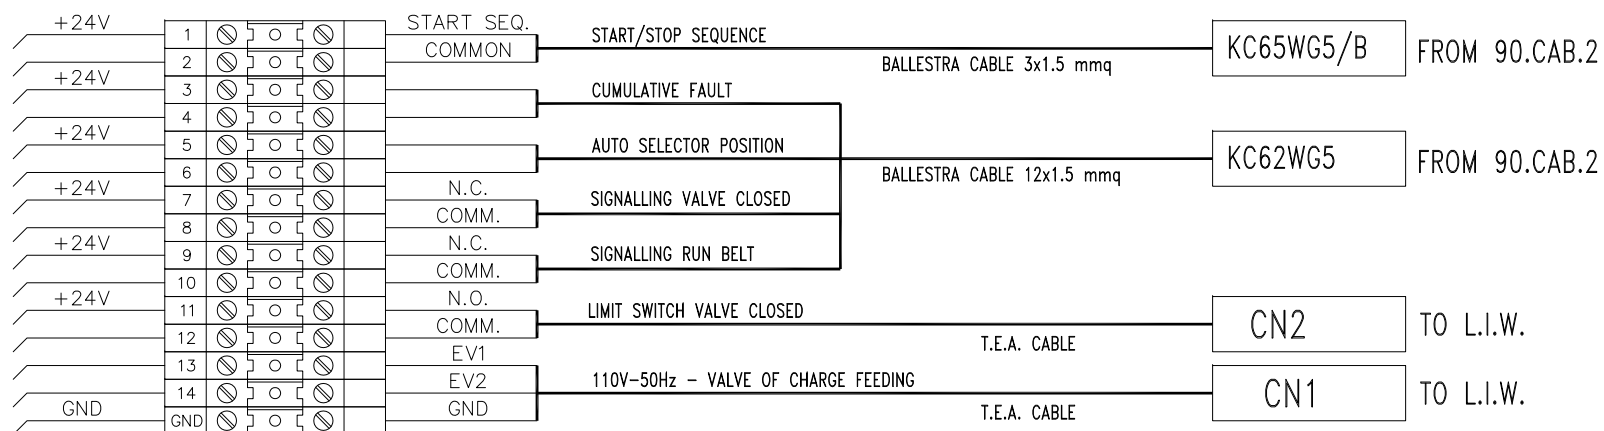 +24V 1 START SEQ. START/STOP SEQUENCE KC65WG5/B FROM 90.CAB.2
2 COMMON BALLESTRA CABLE 3x1.5 mmq
+24V 3 CUMULATIVE FAULT
4
+24V 5 AUTO SELECTOR POSITION KC62WG5 FROM 90.CAB.2
6 BALLESTRA CABLE 12x1.5 mmq
+24V 7 N.C. SIGNALLING VALVE CLOSED
8 COMM.
+24V 9 N.C. SIGNALLING RUN BELT
10 COMM.
+24V 11 N.O. LIMIT SWITCH VALVE CLOSED CN2 TO L.I.W.
12 COMM. T.E.A. CABLE
13 EV1
14 EV2 110V-50Hz - VALVE OF CHARGE FEEDING CN1 TO L.I.W.
GND GND GND T.E.A. CABLE